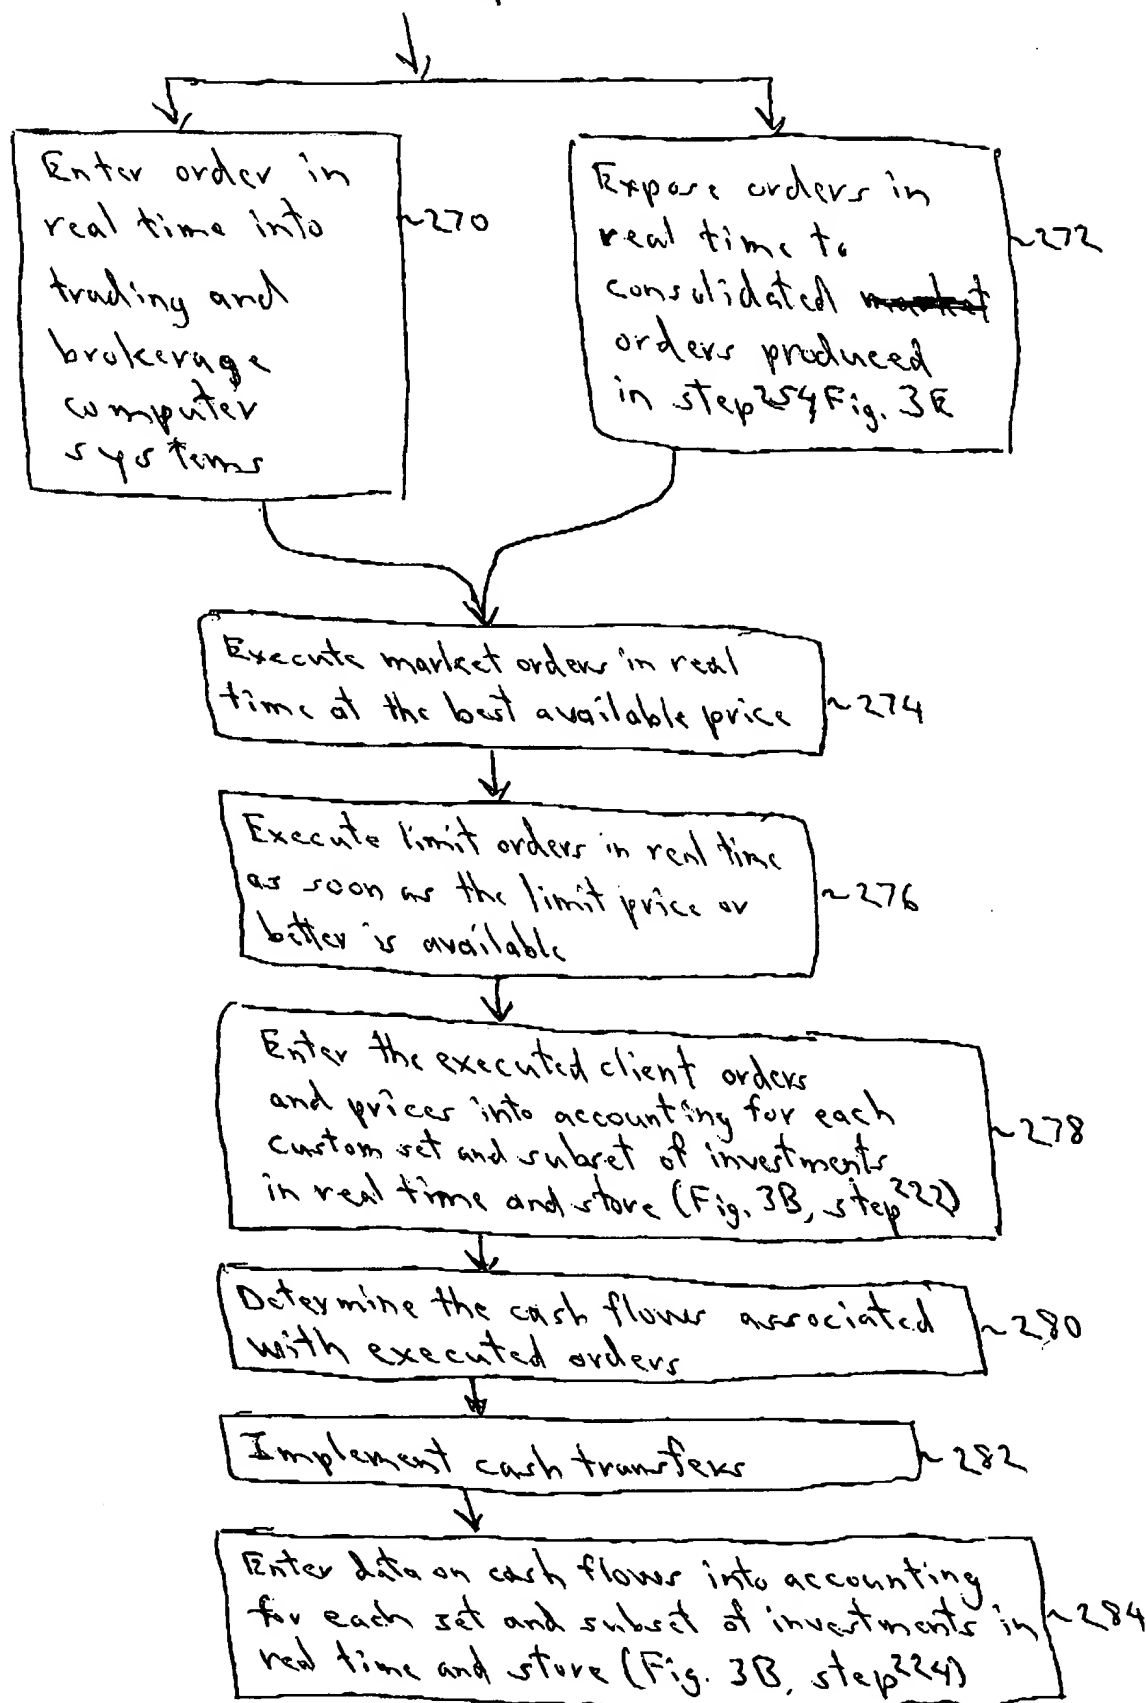 Enter order in
real time into
trading and
brokerage
computer
systems
~270
Expose orders in
real time to
consolidated market
orders produced
in step 254, Fig. 3E
~272
Execute market orders in real
time at the best available price
~274
Execute limit orders in real time
as soon as the limit price or
better is available
~276
Enter the executed client orders
and prices into accounting for each
custom set and subset of investments
in real time and store (Fig. 3B, step 222)
~278
Determine the cash flows associated
with executed orders
~280
Implement cash transfers
~282
Enter data on cash flows into accounting
for each set and subset of investments in
real time and store (Fig. 3B, step 224)
~284